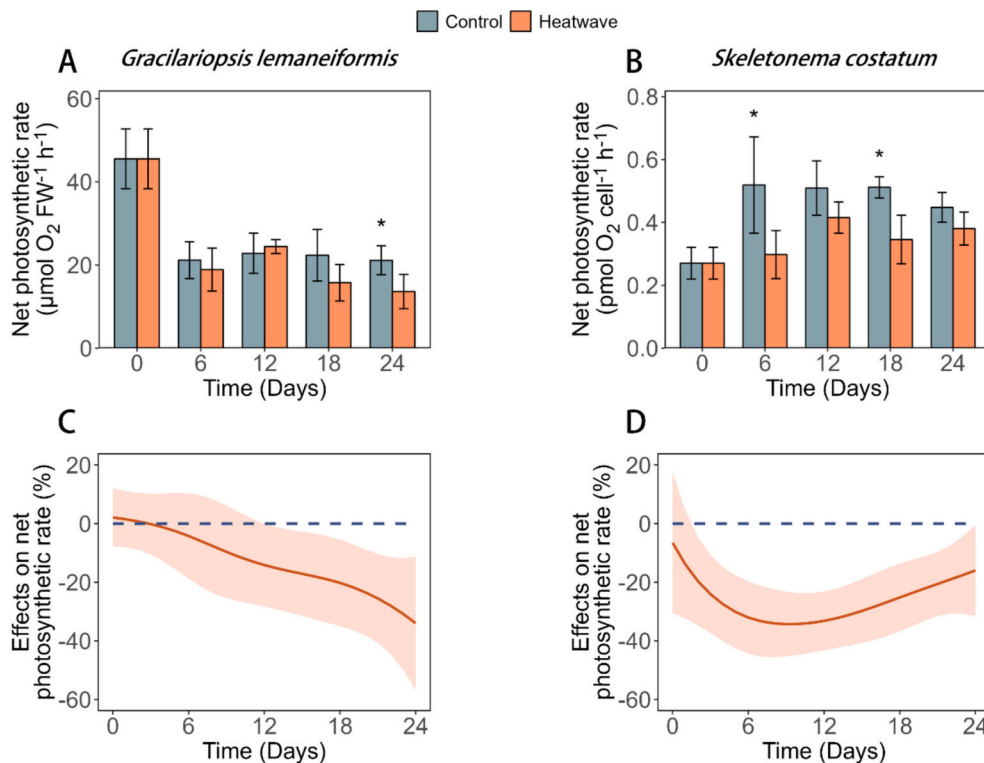 Control Heatwave
A Gracilariopsis lemaneiformis
Net photosynthetic rate
(μmol O₂ FW⁻¹ h⁻¹)
60
40
20
0
*
0 6 12 18 24
Time (Days)
B Skeletonema costatum
Net photosynthetic rate
(pmol O₂ cell⁻¹ h⁻¹)
0.8
0.6
0.4
0.2
0.0
* *
0 6 12 18 24
Time (Days)
C
Effects on net
photosynthetic rate (%)
20
0
-20
-40
-60
0 6 12 18 24
Time (Days)
D
Effects on net
photosynthetic rate (%)
20
0
-20
-40
-60
0 6 12 18 24
Time (Days)